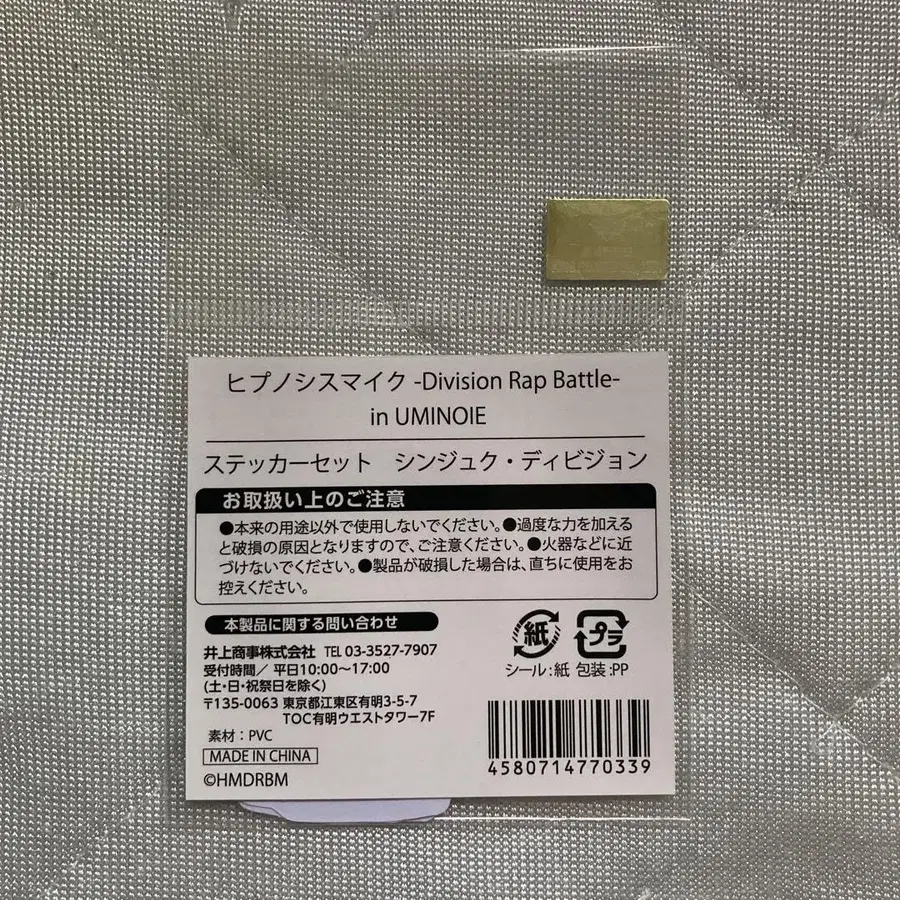 ヒプノシスマイク -Division Rap Battle-
in UMINOIE
ステッカーセット　シンジュク・ディビジョン
お取扱い上のご注意
●本来の用途以外で使用しないでください。●過度な力を加える
と破損の原因となりますので、ご注意ください。●火器などに近
づけないでください。●製品が破損した場合は、直ちに使用をお
控えください。
本製品に関する問い合わせ
井上商事株式会社 TEL 03-3527-7907
受付時間／ 平日10:00〜17:00
(土・日・祝祭日を除く)
〒135-0063 東京都江東区有明3-5-7
TOC有明ウエストタワー7F
素材：PVC
MADE IN CHINA
©HMDRBM
紙 プラ
シール：紙 包装：PP
4580714770339